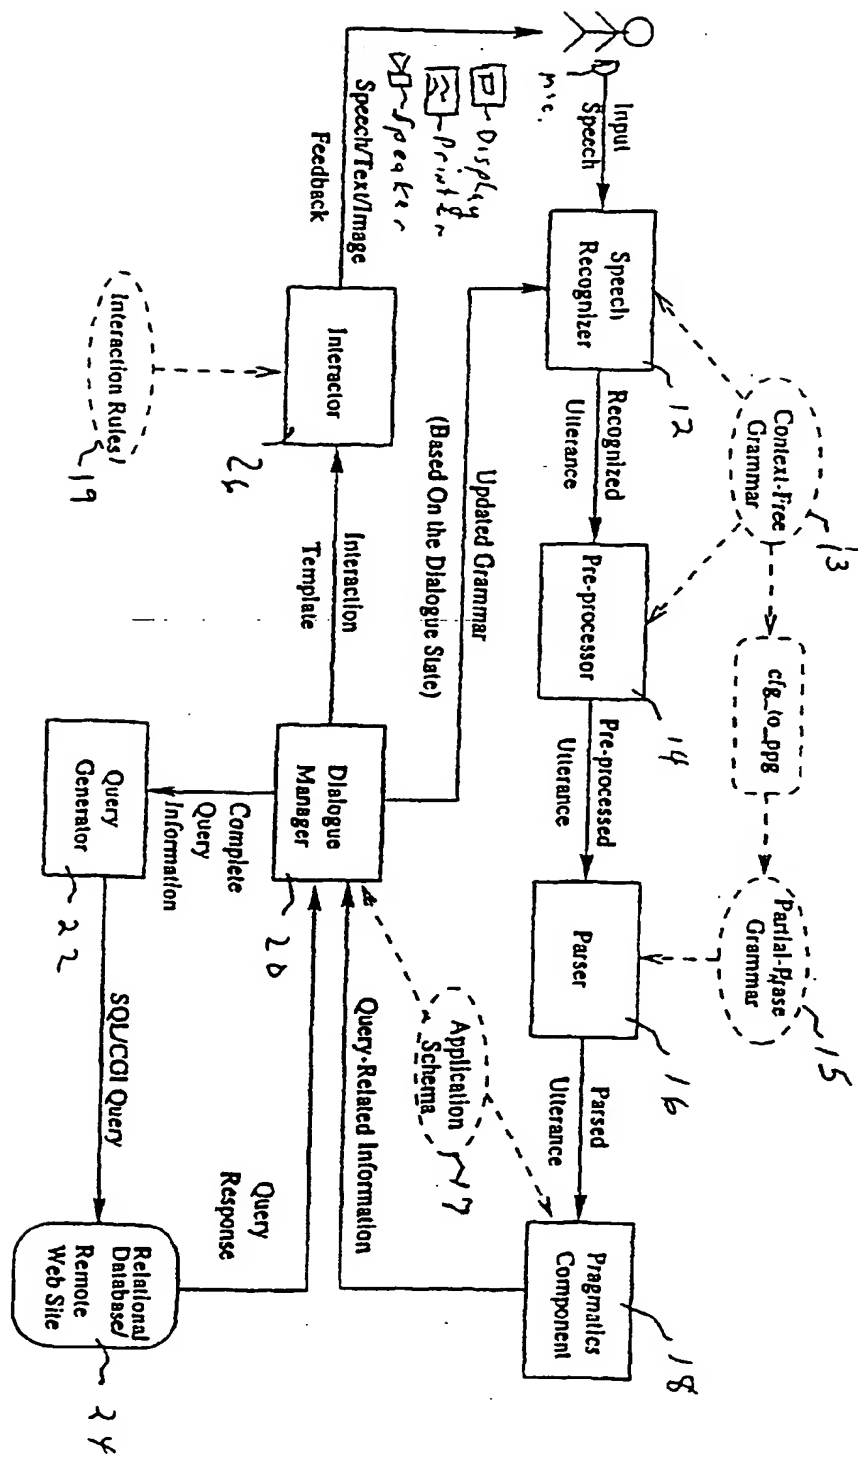 mic.
Input
Speech
Speech
Recognizer
12
Recognized
Utterance
Context-Free
Grammar
13
cfg_to_ppg
Partial-Phrase
Grammar
15
Pre-processor
14
Pre-processed
Utterance
Parser
16
Parsed
Utterance
Pragmatics
Component
18
Application
Schema
17
Updated Grammar
(Based On the Dialogue State)
Query-Related Information
Display
Printer
Speaker
Speech/Text/Image
Feedback
Interactor
26
Interaction Rules
19
Interaction
Template
Dialogue
Manager
20
Complete
Query
Information
Query
Generator
22
SQL/CGI Query
Query
Response
Relational
Database/
Remote
Web Site
24